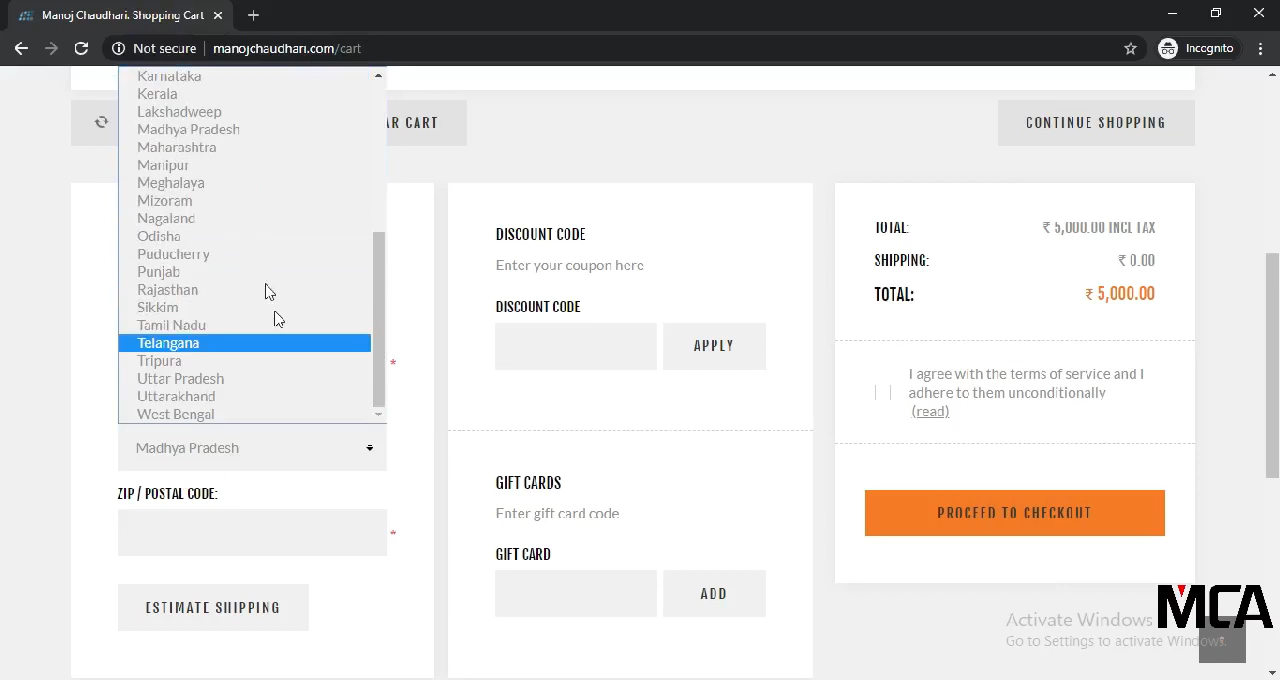 Manoj Chaudhari. Shopping Cart
Not secure
manojchaudhari.com/cart
Incognito
Karnataka
Kerala
Lakshadweep
Madhya Pradesh
Maharashtra
Manipur
Meghalaya
Mizoram
Nagaland
Odisha
Puducherry
Punjab
Rajasthan
Sikkim
Tamil Nadu
Telangana
Tripura
Uttar Pradesh
Uttarakhand
West Bengal
Madhya Pradesh
*
ZIP / POSTAL CODE:
*
ESTIMATE SHIPPING
AR CART
CONTINUE SHOPPING
DISCOUNT CODE
Enter your coupon here
DISCOUNT CODE
APPLY
GIFT CARDS
Enter gift card code
GIFT CARD
ADD
TOTAL: ₹ 5,000.00 INCL TAX
SHIPPING: ₹ 0.00
TOTAL: ₹ 5,000.00
I agree with the terms of service and I
adhere to them unconditionally
(read)
PROCEED TO CHECKOUT
MCA
Activate Windows
Go to Settings to activate Windows.